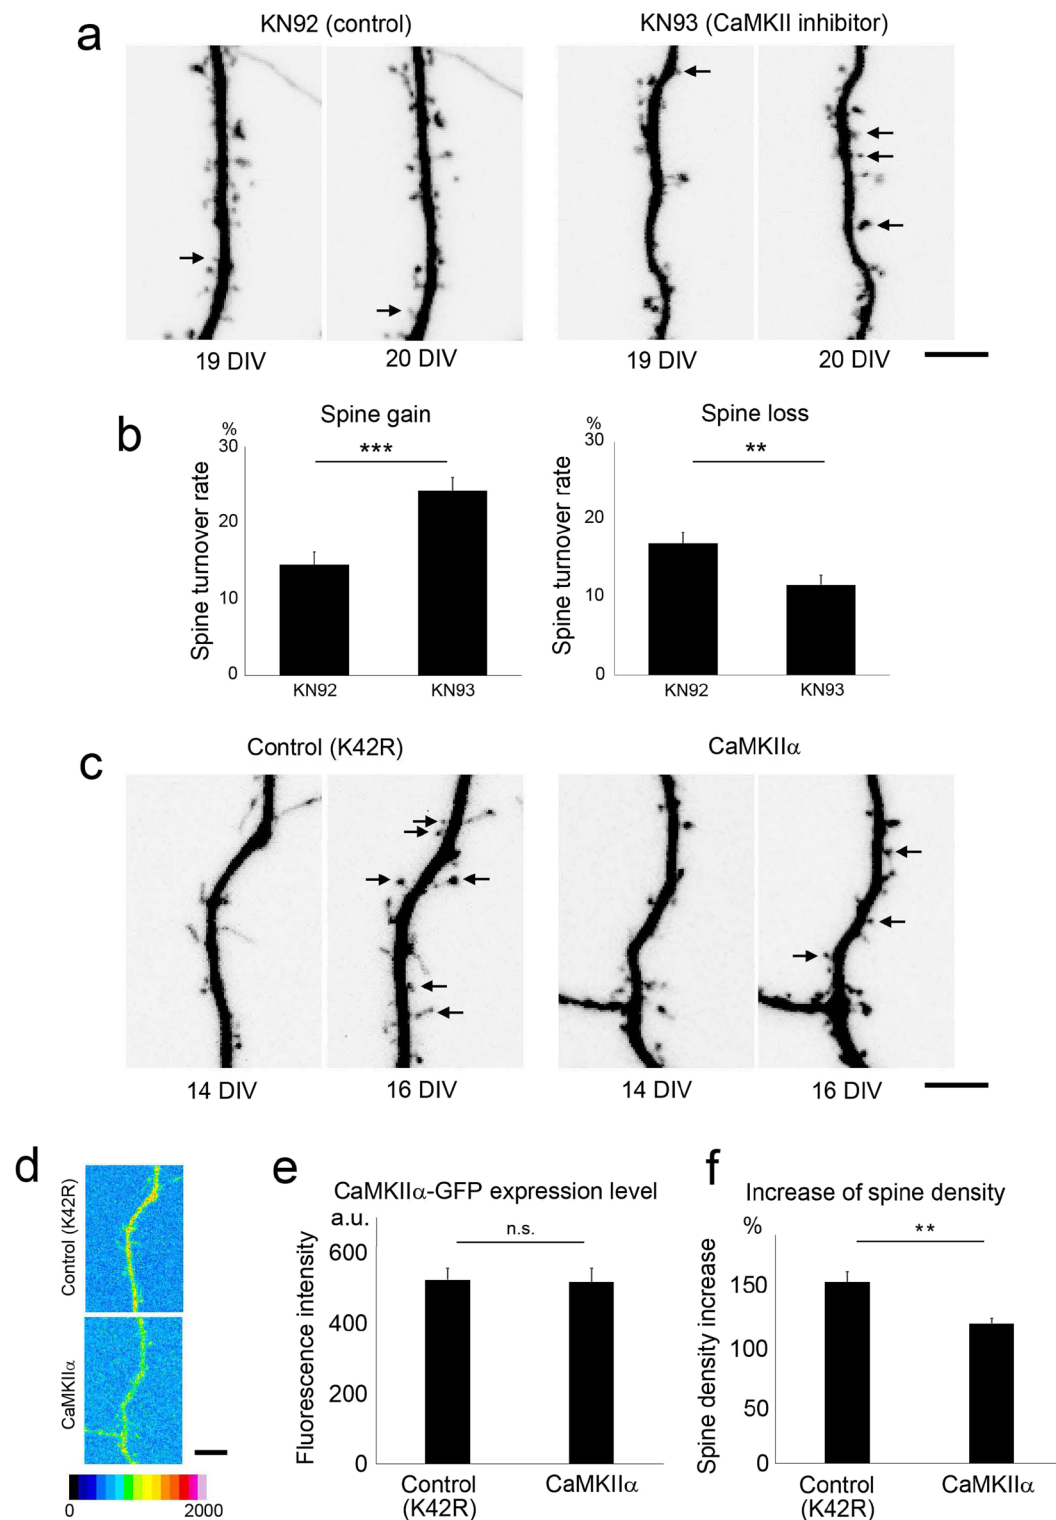 a
KN92 (control)
KN93 (CaMKII inhibitor)
19 DIV
20 DIV
19 DIV
20 DIV
b
Spine gain
%
30
20
10
0
Spine turnover rate
***
KN92
KN93
Spine loss
%
30
20
10
0
Spine turnover rate
**
KN92
KN93
c
Control (K42R)
CaMKIIα
14 DIV
16 DIV
14 DIV
16 DIV
d
Control (K42R)
CaMKIIα
0
2000
e
CaMKIIα-GFP expression level
a.u.
600
400
200
0
Fluorescence intensity
n.s.
Control
(K42R)
CaMKIIα
f
Increase of spine density
%
150
100
50
0
Spine density increase
**
Control
(K42R)
CaMKIIα